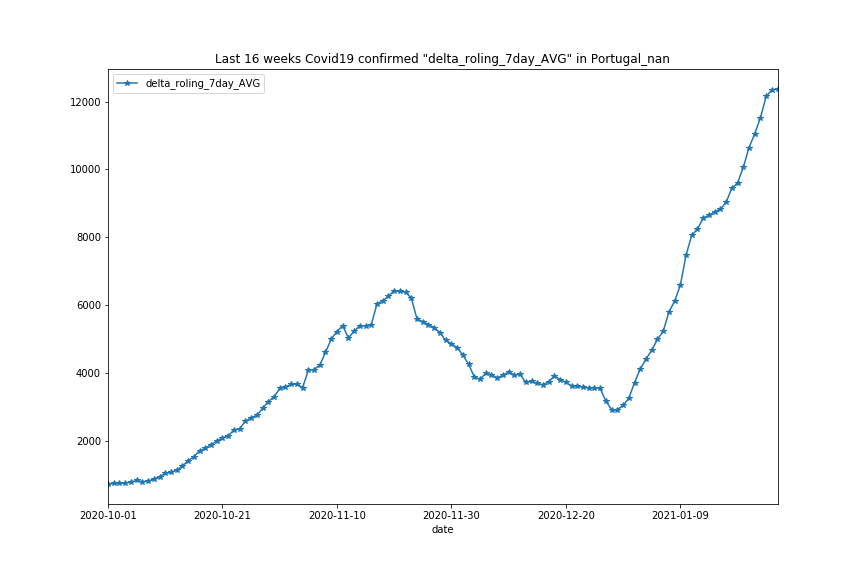 Last 16 weeks Covid19 confirmed "delta_roling_7day_AVG" in Portugal_nan
delta_roling_7day_AVG
12000
10000
8000
6000
4000
2000
2020-10-01 2020-10-21 2020-11-10 2020-11-30 2020-12-20 2021-01-09
date